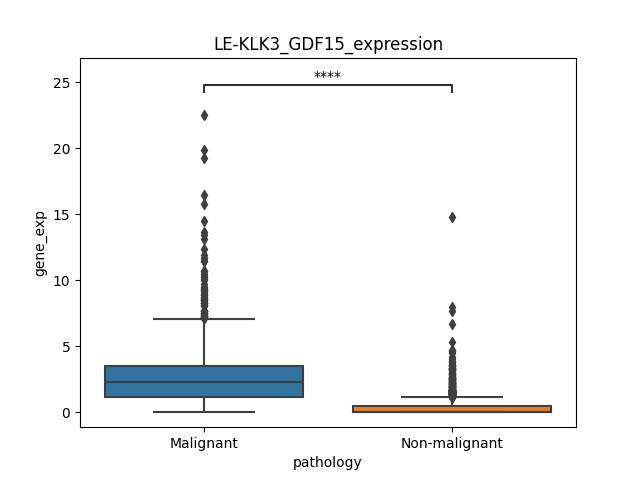 LE-KLK3_GDF15_expression
25
20
15
10
5
0
gene_exp
****
Malignant
Non-malignant
pathology